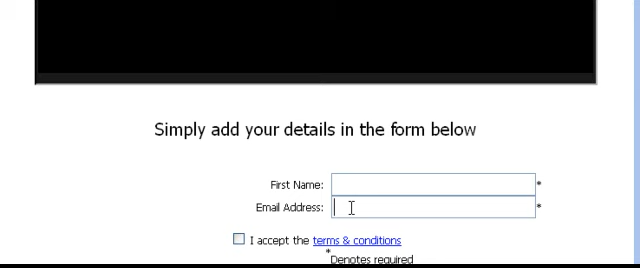 Simply add your details in the form below
First Name: *
Email Address: *
I accept the terms & conditions
*Denotes required